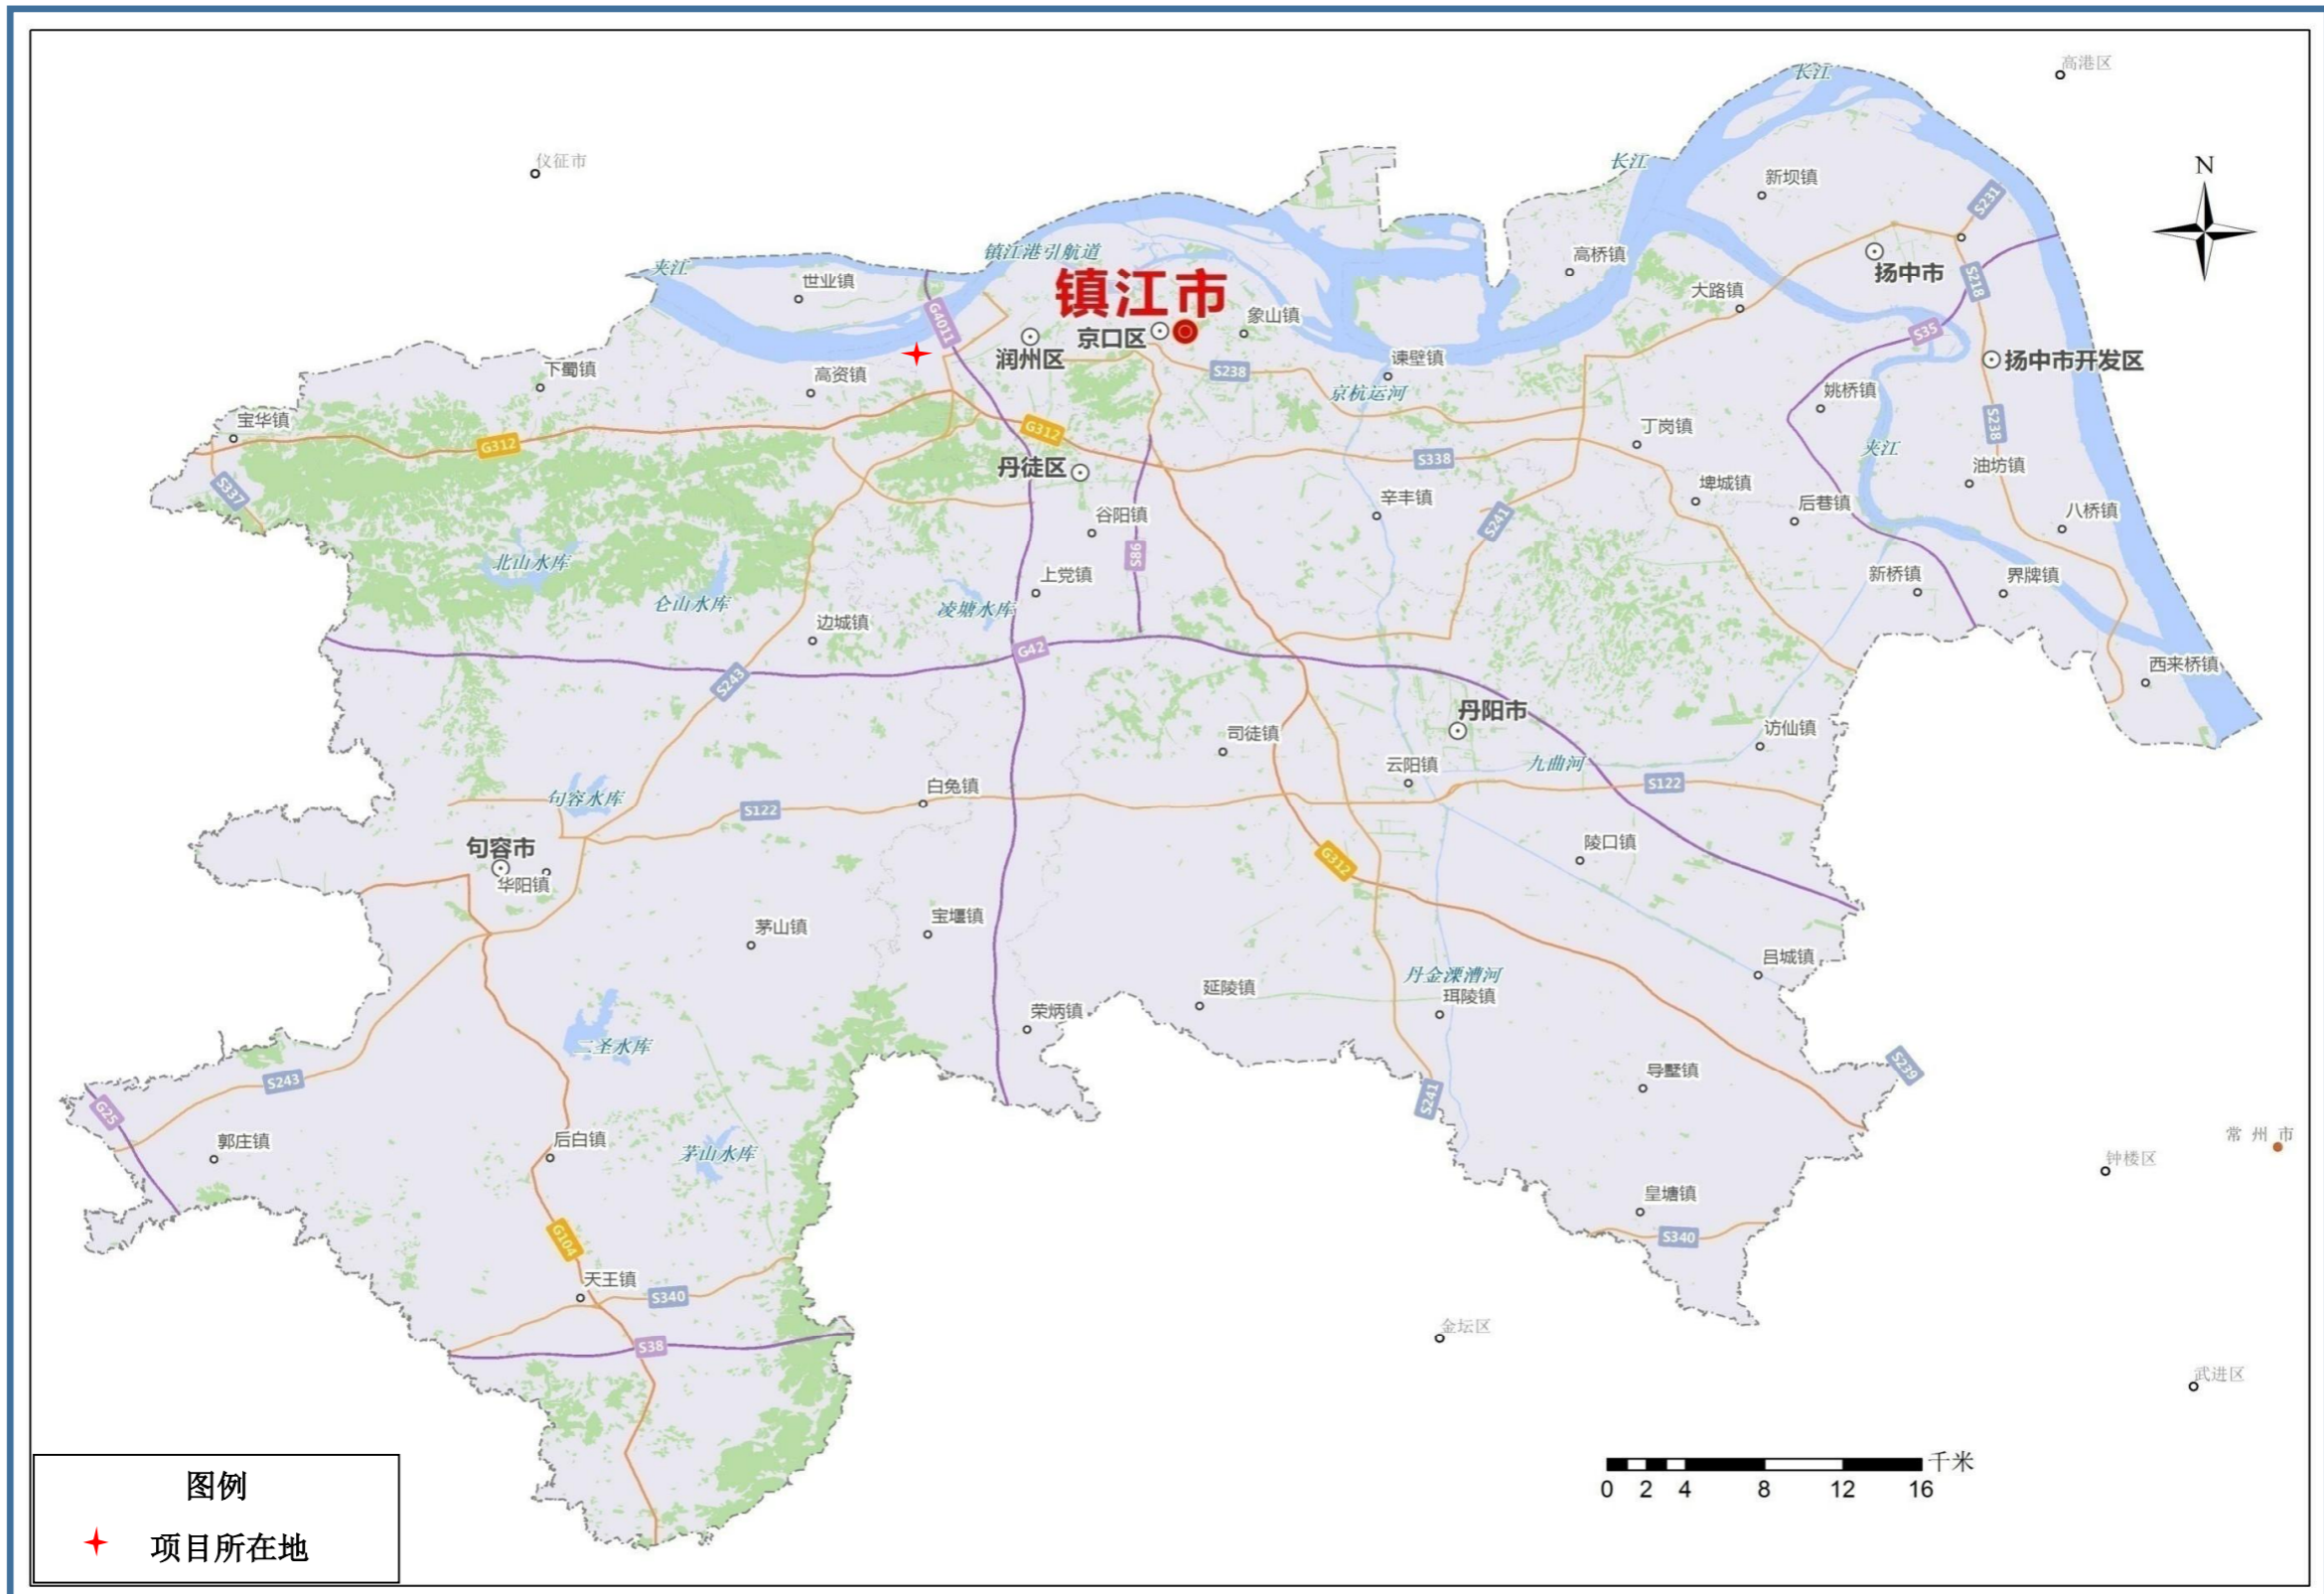 长江
高港区
仪征市
长江
新坝镇
N
S231
镇江港引航道
高桥镇
夹江
世业镇
扬中市
镇江市
大路镇
S218
G4011
象山镇
京口区
S35
润州区
谏壁镇
扬中市开发区
下蜀镇
高资镇
S238
京杭运河
姚桥镇
宝华镇
G312
G312
丁岗镇
S238
夹江
丹徒区
S338
油坊镇
S337
辛丰镇
埤城镇
后巷镇
谷阳镇
S241
八桥镇
北山水库
S86
上党镇
新桥镇
界牌镇
仑山水库
凌塘水库
边城镇
G42
西来桥镇
S243
丹阳市
司徒镇
访仙镇
云阳镇
九曲河
句容水库
白兔镇
S122
S122
句容市
陵口镇
华阳镇
G312
茅山镇
宝堰镇
吕城镇
丹金溧漕河
延陵镇
珥陵镇
荣炳镇
二圣水库
S243
导墅镇
S239
G25
S241
郭庄镇
后白镇
茅山水库
常州市
钟楼区
皇塘镇
G104
S340
天王镇
S340
金坛区
S38
武进区
千米
0 2 4 8 12 16
图例
项目所在地